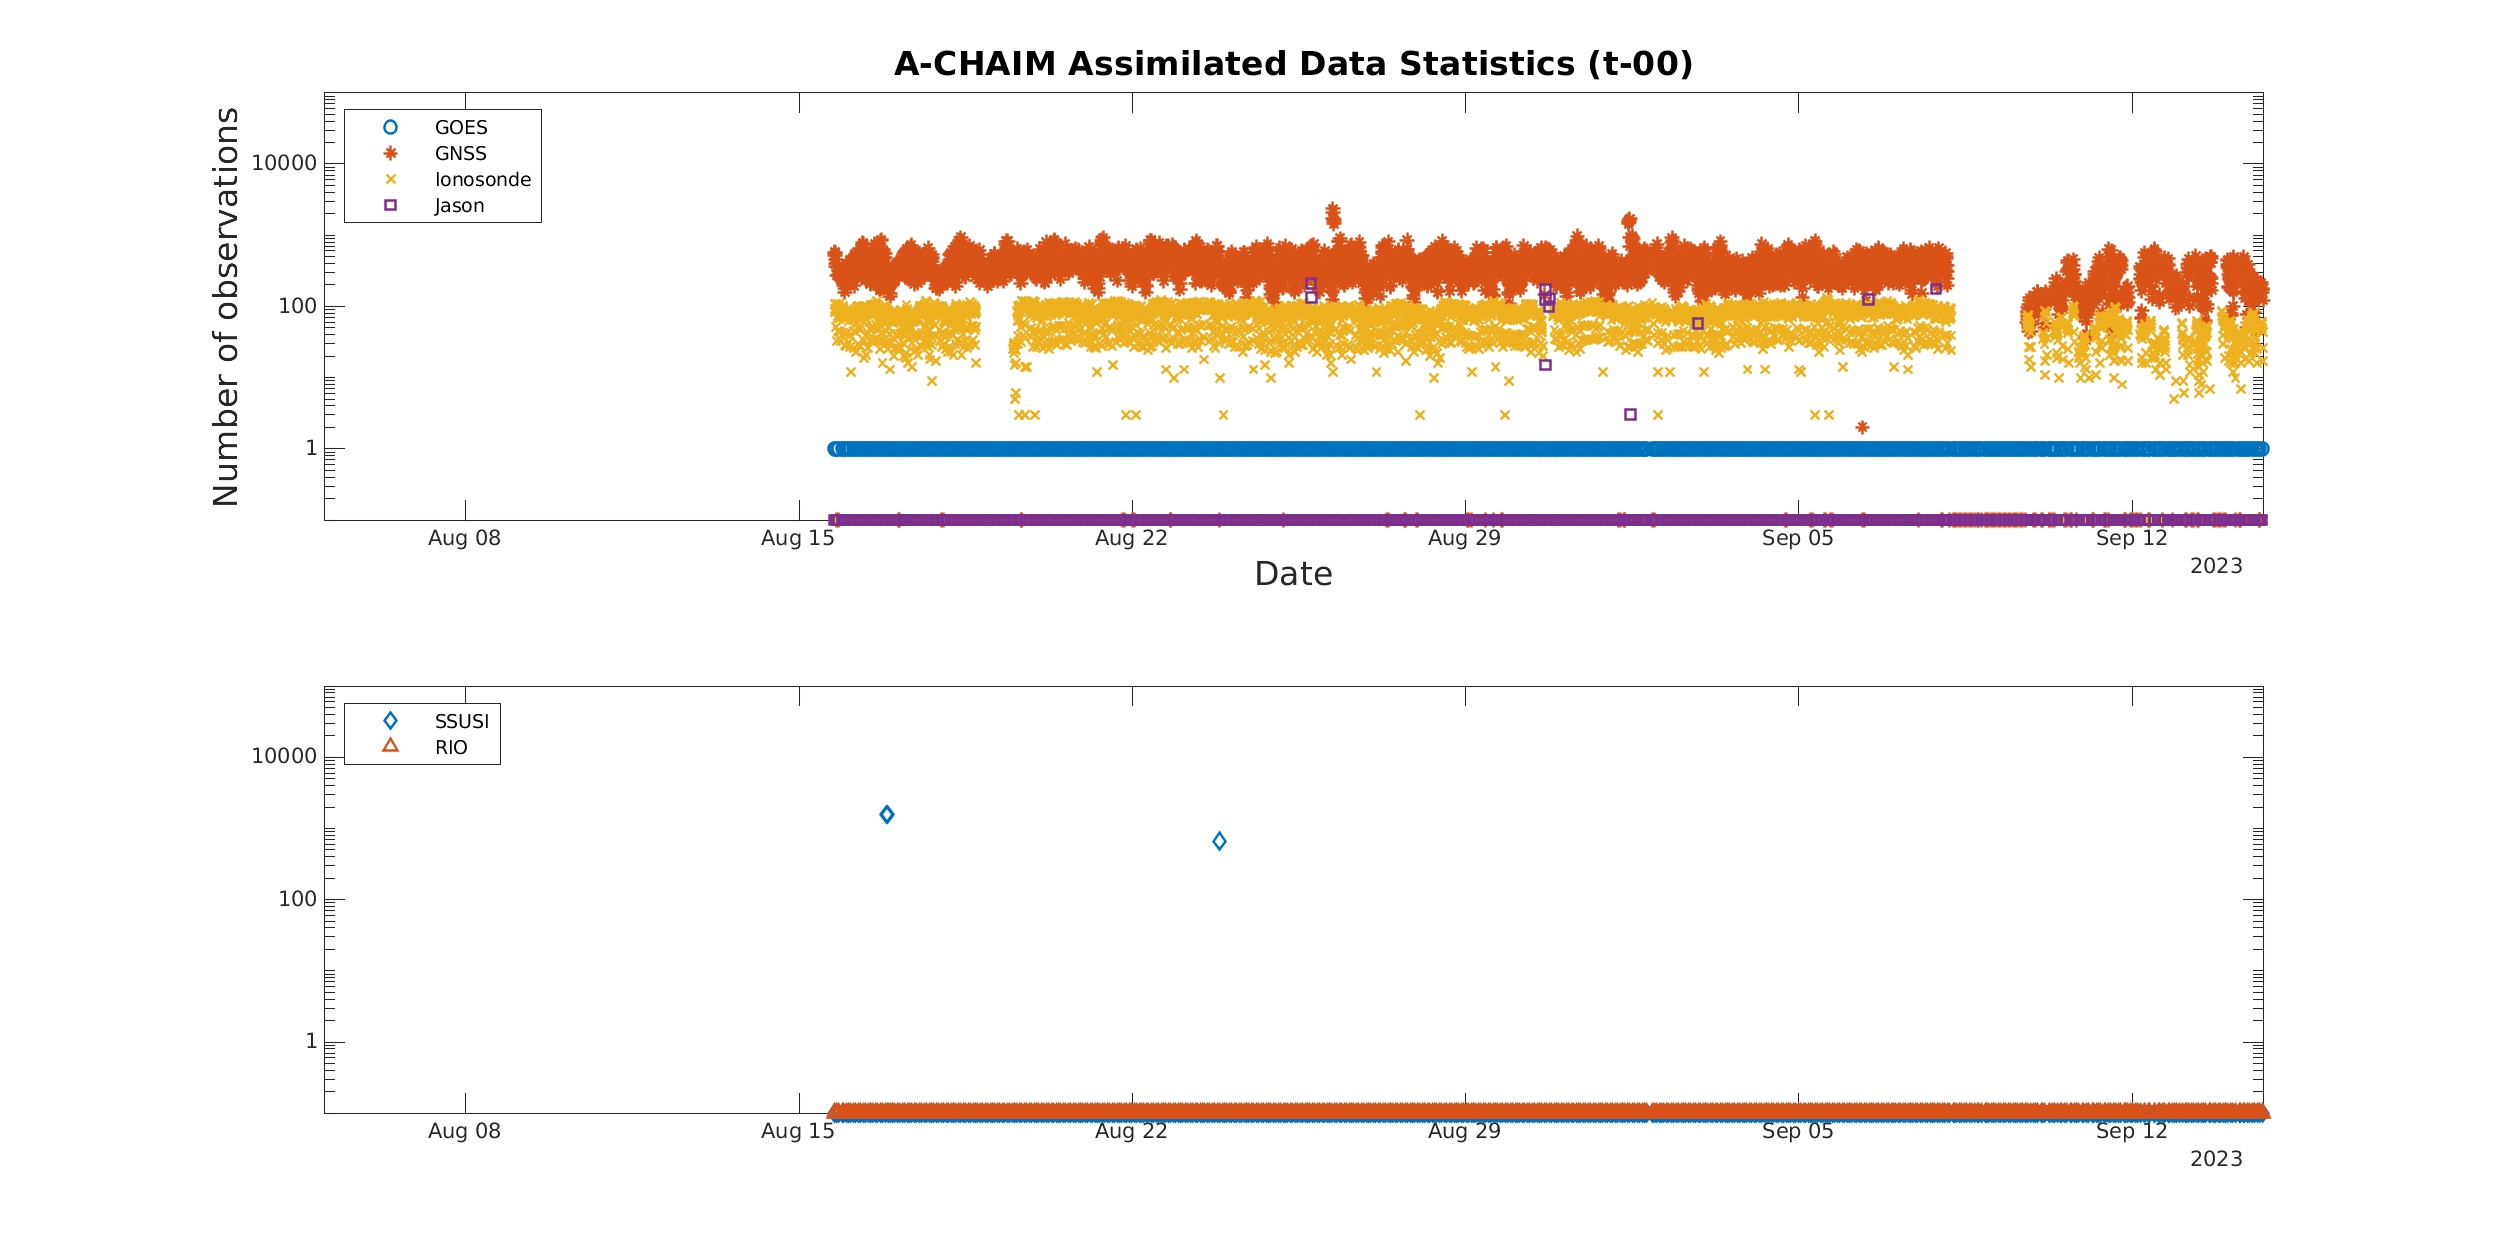 A-CHAIM Assimilated Data Statistics (t-00)
Number of observations
10000
100
1
GOES
GNSS
Ionosonde
Jason
Aug 08
Aug 15
Aug 22
Aug 29
Sep 05
Sep 12
2023
Date
10000
100
1
SSUSI
RIO
Aug 08
Aug 15
Aug 22
Aug 29
Sep 05
Sep 12
2023